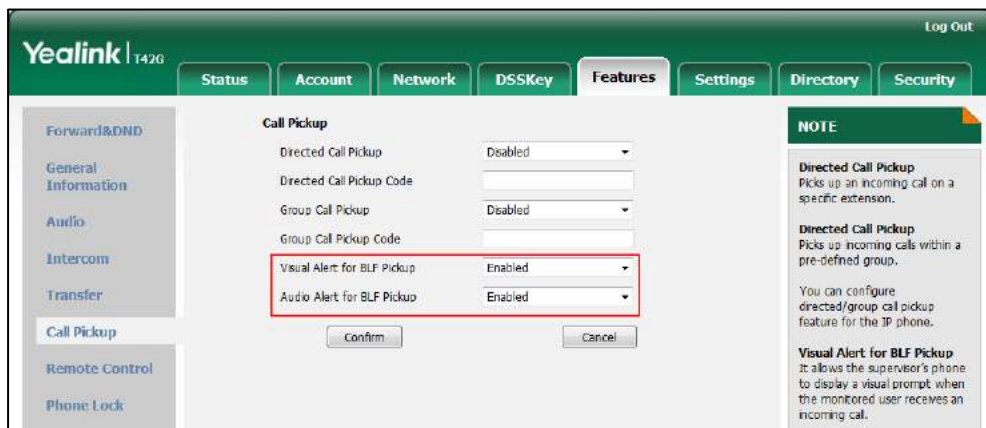 Log Out
Yealink T42G
Status Account Network DSSKey Features Settings Directory Security
Forward&DND
General
Information
Audio
Intercom
Transfer
Call Pickup
Remote Control
Phone Lock
Call Pickup
Directed Call Pickup Disabled
Directed Call Pickup Code
Group Call Pickup Disabled
Group Call Pickup Code
Visual Alert for BLF Pickup Enabled
Audio Alert for BLF Pickup Enabled
Confirm Cancel
NOTE
Directed Call Pickup
Picks up an incoming call on a
specific extension.
Directed Call Pickup
Picks up incoming calls within a
pre-defined group.
You can configure
directed/group call pickup
feature for the IP phone.
Visual Alert for BLF Pickup
It allows the supervisor's phone
to display a visual prompt when
the monitored user receives an
incoming call.